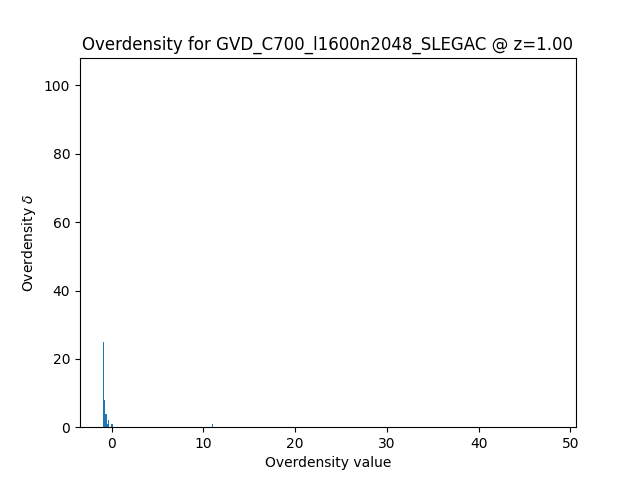 Overdensity for GVD_C700_l1600n2048_SLEGAC @ z=1.00
100
80
60
40
20
0
Overdensity δ
0 10 20 30 40 50
Overdensity value